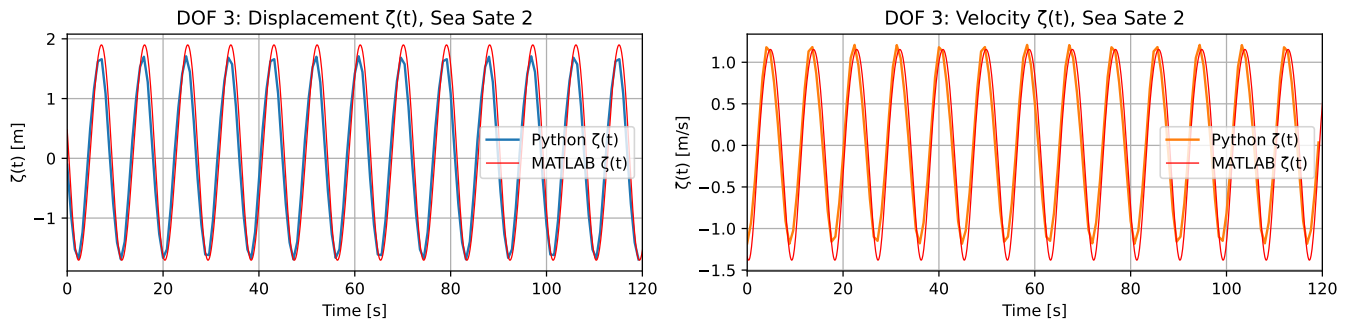 DOF 3: Displacement ζ(t), Sea Sate 2
ζ(t) [m]
2
1
0
−1
Python ζ(t)
MATLAB ζ(t)
0 20 40 60 80 100 120
Time [s]
DOF 3: Velocity ζ(t), Sea Sate 2
ζ(t) [m/s]
1.0
0.5
0.0
−0.5
−1.0
−1.5
Python ζ(t)
MATLAB ζ(t)
0 20 40 60 80 100 120
Time [s]